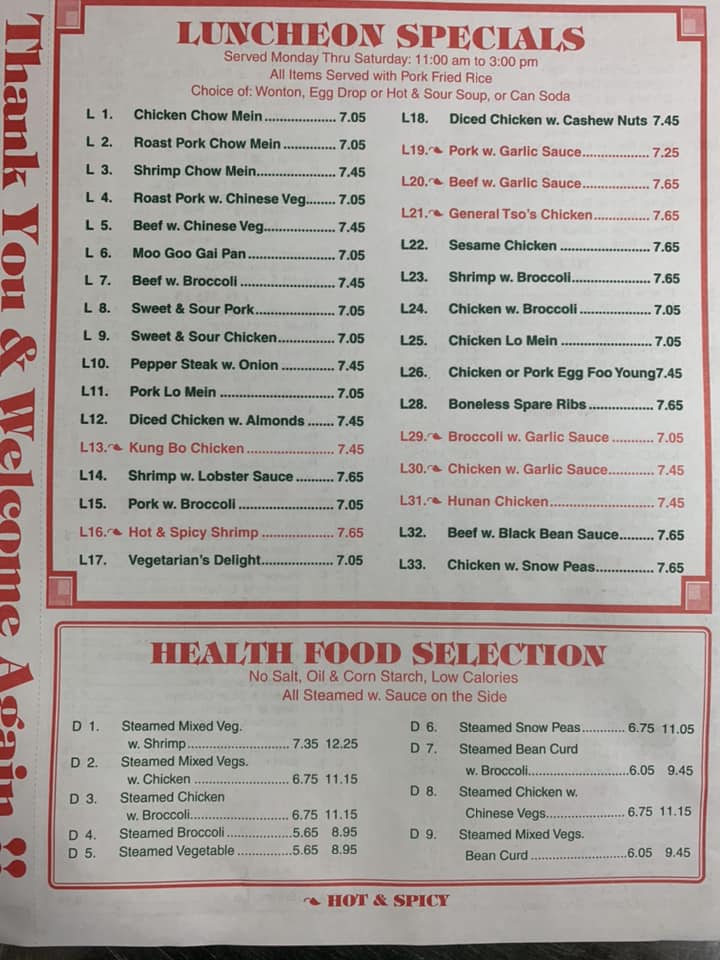 Thank You & Welcome Again !!
LUNCHEON SPECIALS
Served Monday Thru Saturday: 11:00 am to 3:00 pm
All Items Served with Pork Fried Rice
Choice of: Wonton, Egg Drop or Hot & Sour Soup, or Can Soda
L 1. Chicken Chow Mein.................... 7.05
L 2. Roast Pork Chow Mein............... 7.05
L 3. Shrimp Chow Mein...................... 7.45
L 4. Roast Pork w. Chinese Veg........ 7.05
L 5. Beef w. Chinese Veg.................... 7.45
L 6. Moo Goo Gai Pan......................... 7.05
L 7. Beef w. Broccoli ........................... 7.45
L 8. Sweet & Sour Pork....................... 7.05
L 9. Sweet & Sour Chicken................. 7.05
L10. Pepper Steak w. Onion ............... 7.45
L11. Pork Lo Mein ................................ 7.05
L12. Diced Chicken w. Almonds ....... 7.45
L13. Kung Bo Chicken ......................... 7.45
L14. Shrimp w. Lobster Sauce .......... 7.65
L15. Pork w. Broccoli ........................... 7.05
L16. Hot & Spicy Shrimp .................... 7.65
L17. Vegetarian's Delight.................... 7.05
L18. Diced Chicken w. Cashew Nuts 7.45
L19. Pork w. Garlic Sauce................... 7.25
L20. Beef w. Garlic Sauce................... 7.65
L21. General Tso's Chicken................ 7.65
L22. Sesame Chicken ......................... 7.65
L23. Shrimp w. Broccoli...................... 7.65
L24. Chicken w. Broccoli .................... 7.05
L25. Chicken Lo Mein ......................... 7.05
L26. Chicken or Pork Egg Foo Young7.45
L28. Boneless Spare Ribs .................. 7.65
L29. Broccoli w. Garlic Sauce ........... 7.05
L30. Chicken w. Garlic Sauce............. 7.45
L31. Hunan Chicken............................. 7.45
L32. Beef w. Black Bean Sauce......... 7.65
L33. Chicken w. Snow Peas............... 7.65
HEALTH FOOD SELECTION
No Salt, Oil & Corn Starch, Low Calories
All Steamed w. Sauce on the Side
D 1. Steamed Mixed Veg.
w. Shrimp............................. 7.35 12.25
D 2. Steamed Mixed Vegs.
w. Chicken ........................... 6.75 11.15
D 3. Steamed Chicken
w. Broccoli............................ 6.75 11.15
D 4. Steamed Broccoli...................5.65 8.95
D 5. Steamed Vegetable................5.65 8.95
D 6. Steamed Snow Peas............ 6.75 11.05
D 7. Steamed Bean Curd
w. Broccoli.............................6.05 9.45
D 8. Steamed Chicken w.
Chinese Vegs...................... 6.75 11.15
D 9. Steamed Mixed Vegs.
Bean Curd ............................6.05 9.45
HOT & SPICY